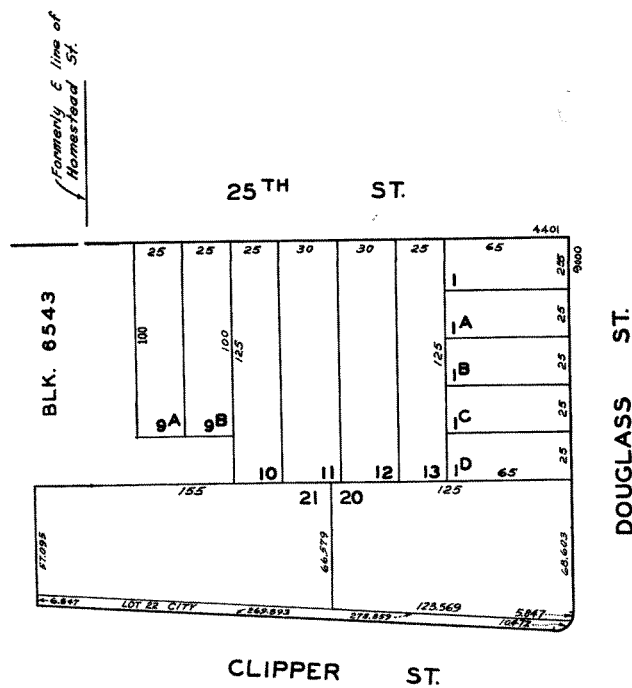 Formerly E line of
Homestead St.
25TH ST.
4401
25 25 25 30 30 25 65
255
1
25
1A
25
1B
25
1C
25
1D
65
100
100
125
125
9A 9B
10 11 12 13
BLK. 6543
DOUGLASS ST.
155
21 20
125
57.095
66.579
68.603
6.847 LOT 22 CITY 269.893 278.859 123.569
5.847
10.472
CLIPPER ST.